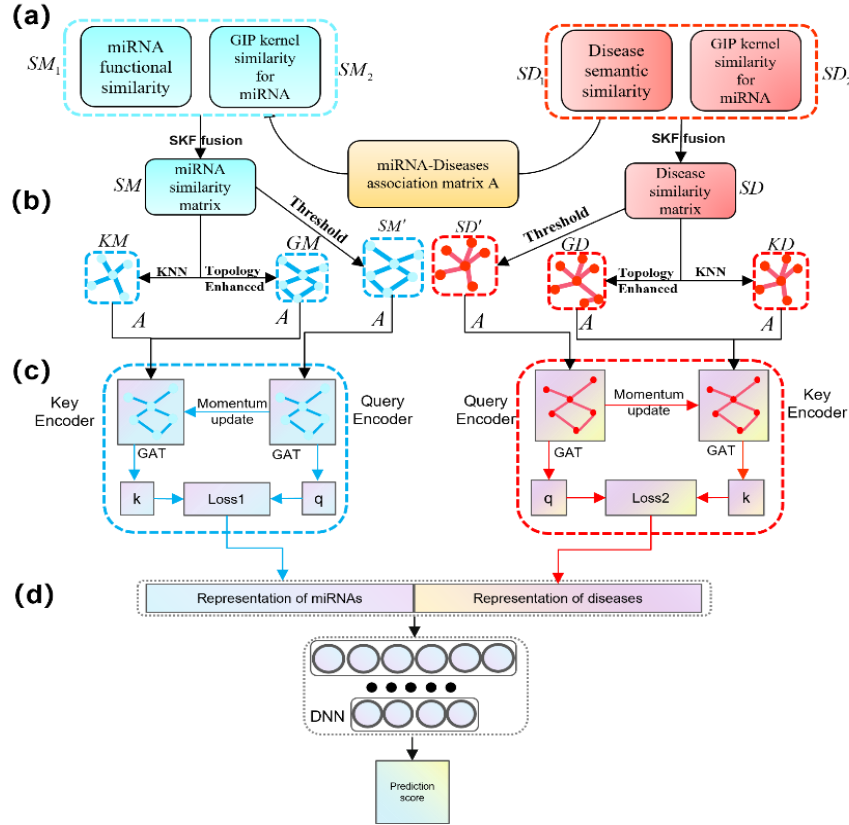 (a)
SM1
miRNA
functional
similarity
GIP kernel
similarity
for
miRNA
SM2
SD1
Disease
semantic
similarity
GIP kernel
similarity
for
miRNA
SD2
SKF fusion
miRNA-Diseases
association matrix A
SKF fusion
SM
miRNA
similarity
matrix
Disease
similarity
matrix
SD
(b)
Threshold
Threshold
KM
GM
SM'
SD'
GD
KD
KNN
Topology
Enhanced
Topology
Enhanced
KNN
A
A
A
A
A
A
(c)
Key
Encoder
Momentum
update
Query
Encoder
GAT
GAT
k
Loss1
q
Query
Encoder
Momentum
update
Key
Encoder
GAT
GAT
q
Loss2
k
(d)
Representation of miRNAs
Representation of diseases
DNN
Prediction
score